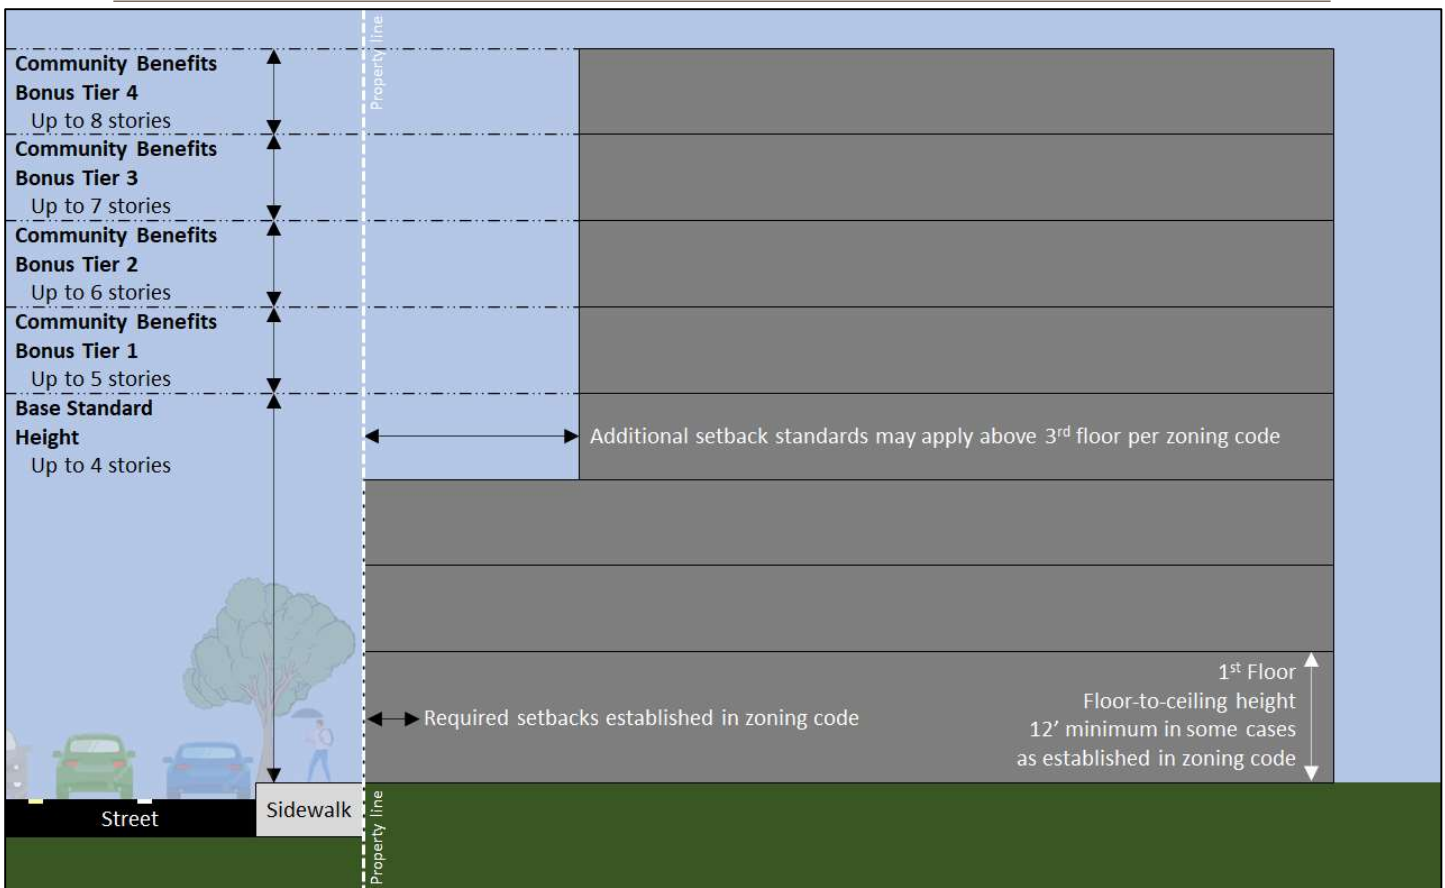 Property line
Community Benefits
Bonus Tier 4
Up to 8 stories
Community Benefits
Bonus Tier 3
Up to 7 stories
Community Benefits
Bonus Tier 2
Up to 6 stories
Community Benefits
Bonus Tier 1
Up to 5 stories
Base Standard
Height
Up to 4 stories
Additional setback standards may apply above 3rd floor per zoning code
1st Floor
Floor-to-ceiling height
12’ minimum in some cases
as established in zoning code
Required setbacks established in zoning code
Street
Sidewalk
Property line